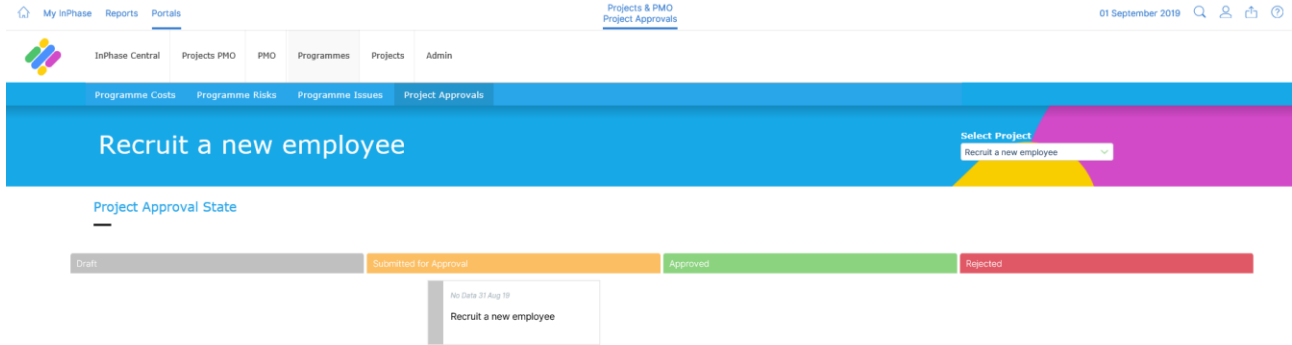 My InPhase Reports Portals
Projects & PMO
Project Approvals
01 September 2019
InPhase Central Projects PMO PMO Programmes Projects Admin
Programme Costs Programme Risks Programme Issues Project Approvals
Recruit a new employee
Select Project
Recruit a new employee
Project Approval State
Draft Submitted for Approval Approved Rejected
No Data 31 Aug 19
Recruit a new employee